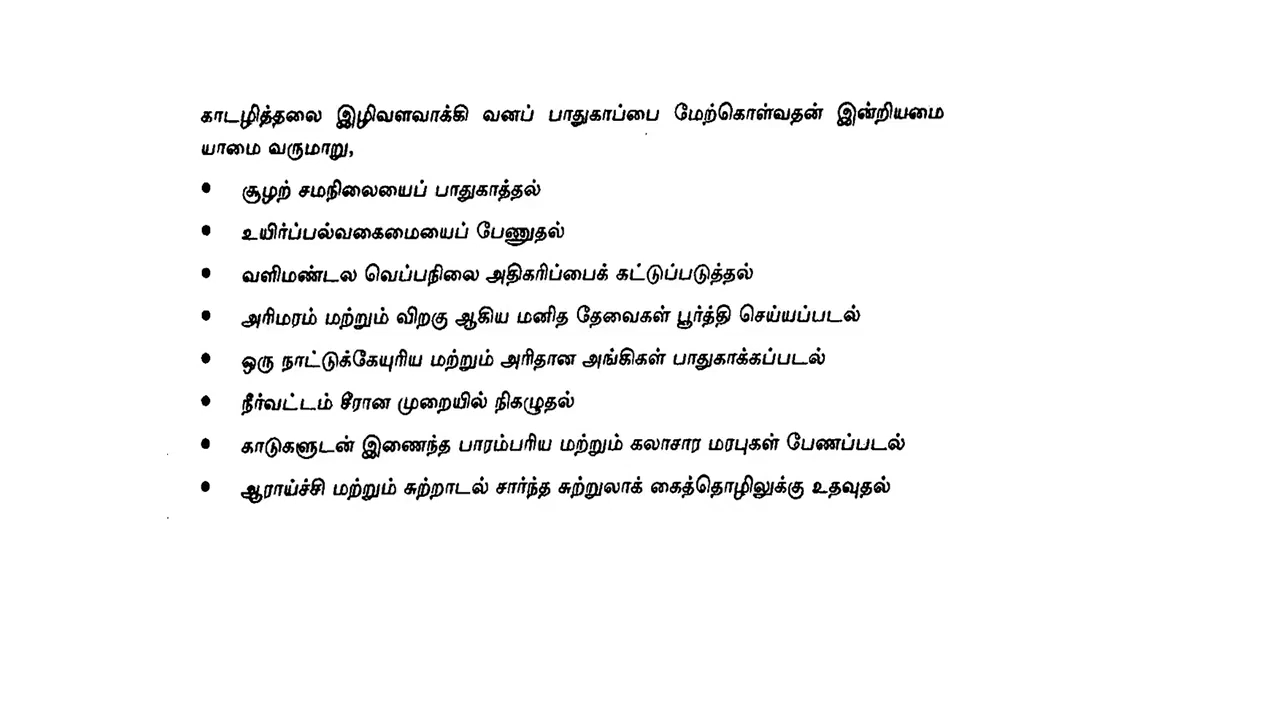 காடழித்தலை இழிவளவாக்கி வனப் பாதுகாப்பை மேற்கொள்வதன் இன்றியமை
யாமை வருமாறு,
• சூழற் சமநிலையைப் பாதுகாத்தல்
• உயிர்ப்பல்வகைமையைப் பேணுதல்
• வளிமண்டல வெப்பநிலை அதிகரிப்பைக் கட்டுப்படுத்தல்
• அரிமரம் மற்றும் விறகு ஆகிய மனித தேவைகள் பூர்த்தி செய்யப்படல்
• ஒரு நாட்டுக்கேயுரிய மற்றும் அரிதான அங்கிகள் பாதுகாக்கப்படல்
• நீர்வட்டம் சீரான முறையில் நிகழுதல்
• காடுகளுடன் இணைந்த பாரம்பரிய மற்றும் கலாசார மரபுகள் பேணப்படல்
• ஆராய்ச்சி மற்றும் சுற்றாடல் சார்ந்த சுற்றுலாக் கைத்தொழிலுக்கு உதவுதல்